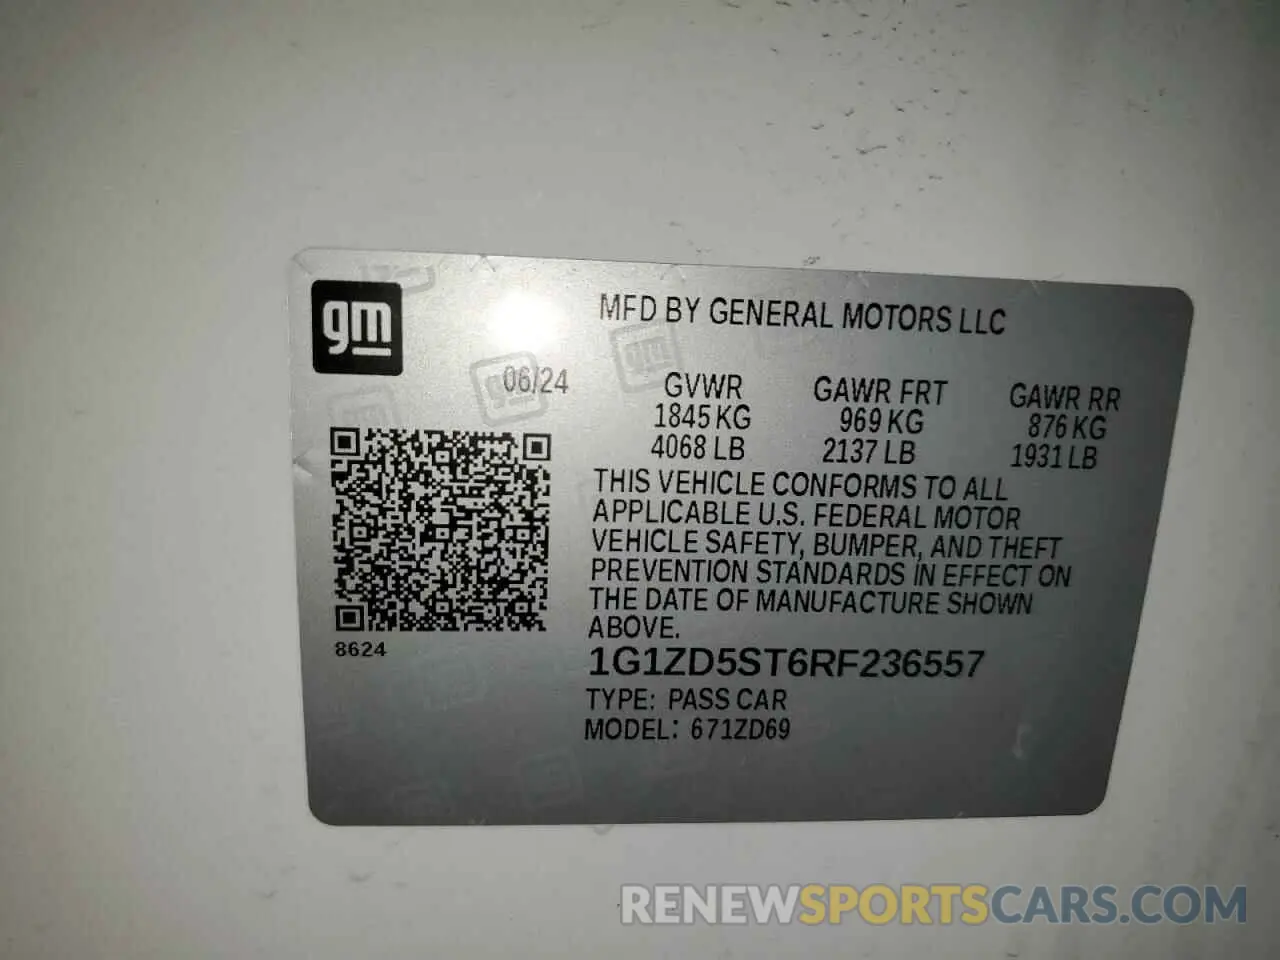 gm
MFD BY GENERAL MOTORS LLC
06/24
GVWR GAWR FRT GAWR RR
1845 KG 969 KG 876 KG
4068 LB 2137 LB 1931 LB
THIS VEHICLE CONFORMS TO ALL
APPLICABLE U.S. FEDERAL MOTOR
VEHICLE SAFETY, BUMPER, AND THEFT
PREVENTION STANDARDS IN EFFECT ON
THE DATE OF MANUFACTURE SHOWN
ABOVE.
8624
1G1ZD5ST6RF236557
TYPE: PASS CAR
MODEL: 671ZD69
RENEWSPORTSCARS.COM